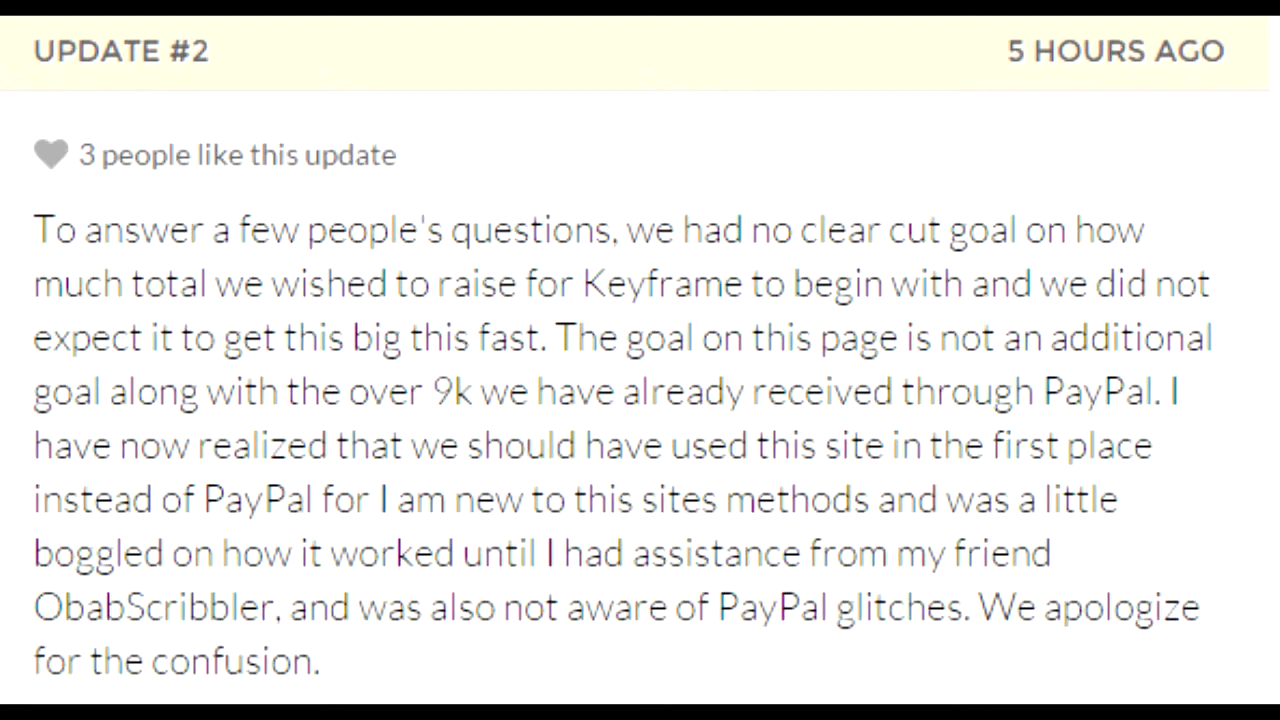 UPDATE #2
5 HOURS AGO
3 people like this update
To answer a few people's questions, we had no clear cut goal on how
much total we wished to raise for Keyframe to begin with and we did not
expect it to get this big this fast. The goal on this page is not an additional
goal along with the over 9k we have already received through PayPal. I
have now realized that we should have used this site in the first place
instead of PayPal for I am new to this sites methods and was a little
boggled on how it worked until I had assistance from my friend
ObabScribbler, and was also not aware of PayPal glitches. We apologize
for the confusion.